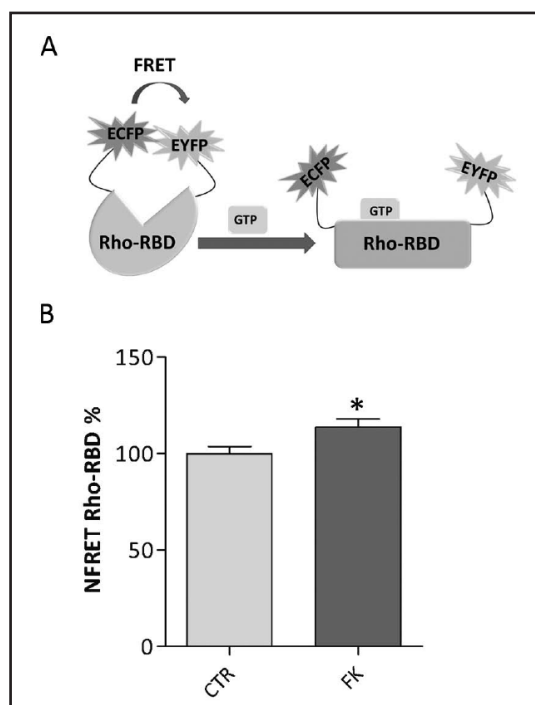 A
FRET
ECFP
EYFP
Rho-RBD
GTP
ECFP
EYFP
GTP
Rho-RBD
B
NFRET Rho-RBD %
150
100
50
0
*
CTR
FK